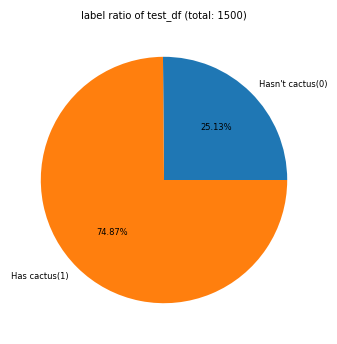 label ratio of test_df (total: 1500)
Hasn't cactus(0)
25.13%
74.87%
Has cactus(1)